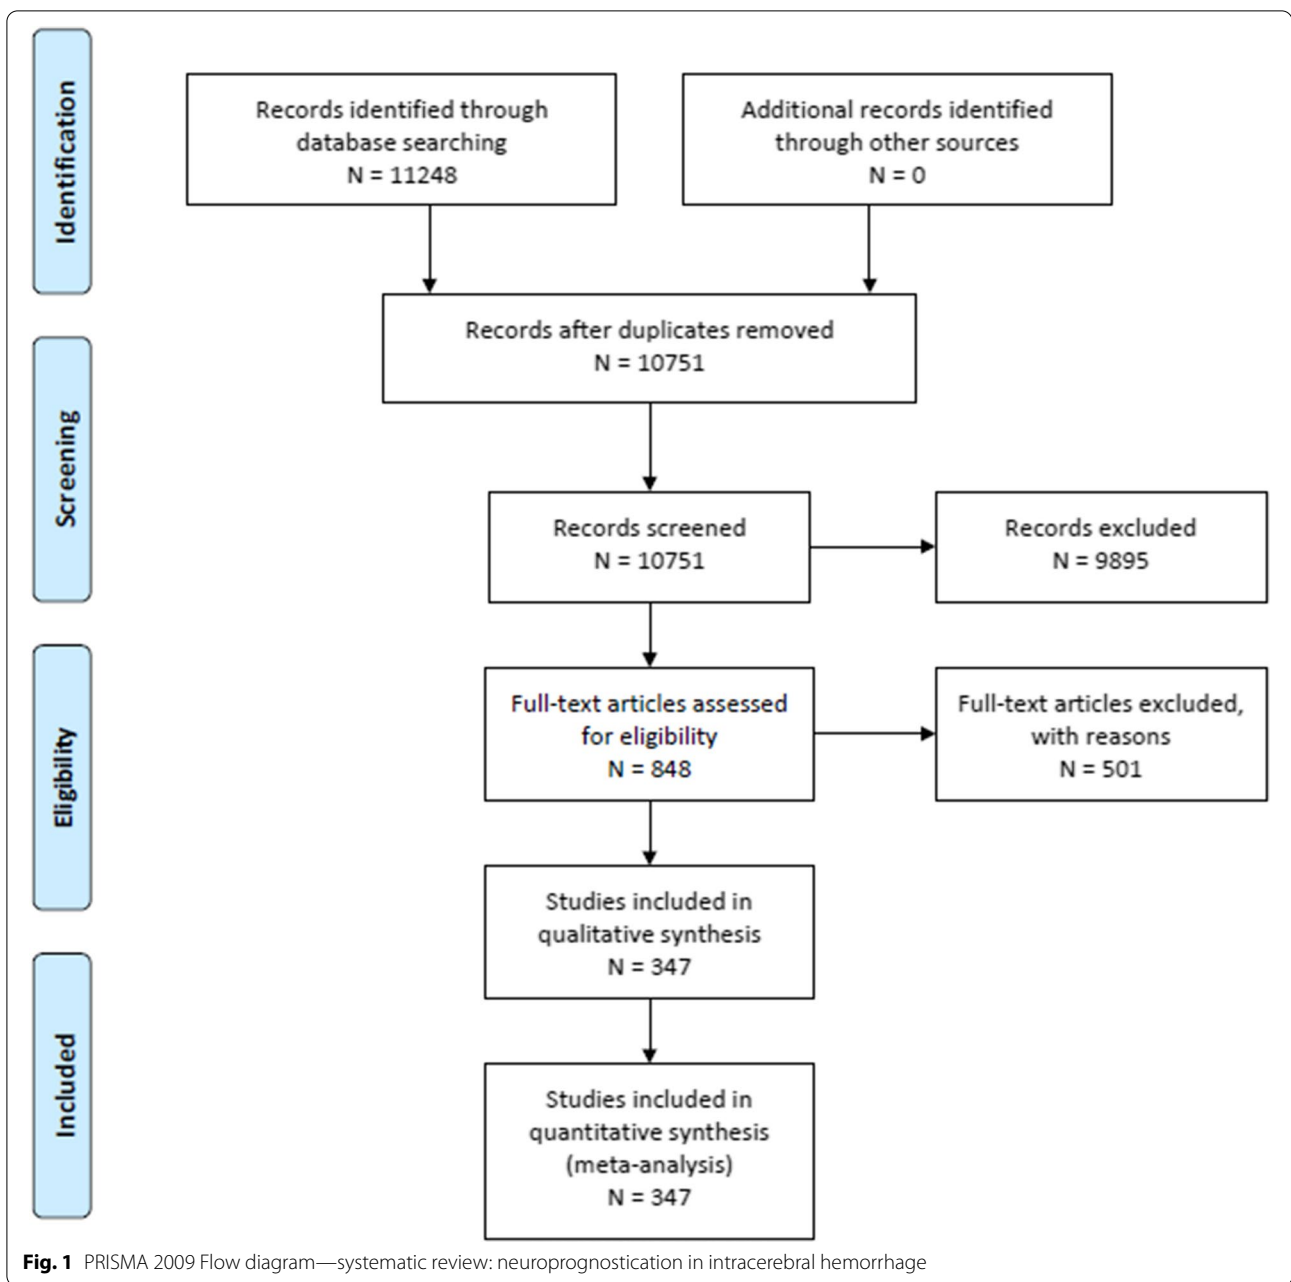 Identification
Records identified through
database searching
N = 11248
Additional records identified
through other sources
N = 0
Records after duplicates removed
N = 10751
Screening
Records screened
N = 10751
Records excluded
N = 9895
Eligibility
Full-text articles assessed
for eligibility
N = 848
Full-text articles excluded,
with reasons
N = 501
Studies included in
qualitative synthesis
N = 347
Included
Studies included in
quantitative synthesis
(meta-analysis)
N = 347
Fig. 1 PRISMA 2009 Flow diagram—systematic review: neuroprognostication in intracerebral hemorrhage